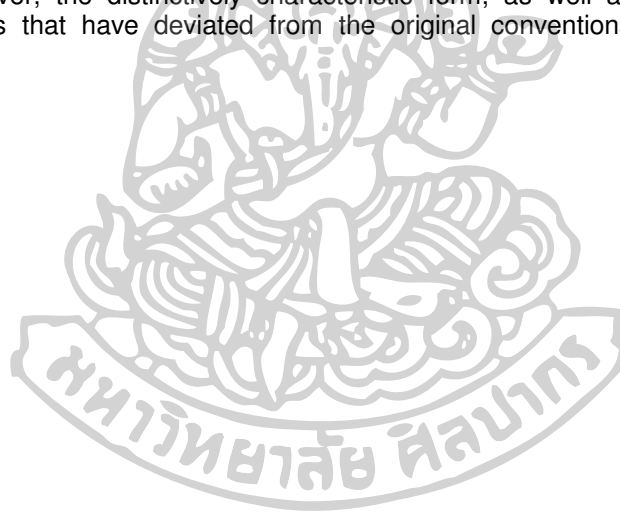 the distinctively characteristic form, as well a
that have deviated from the original convention
มหาวิทยาลัย ศิลปากร